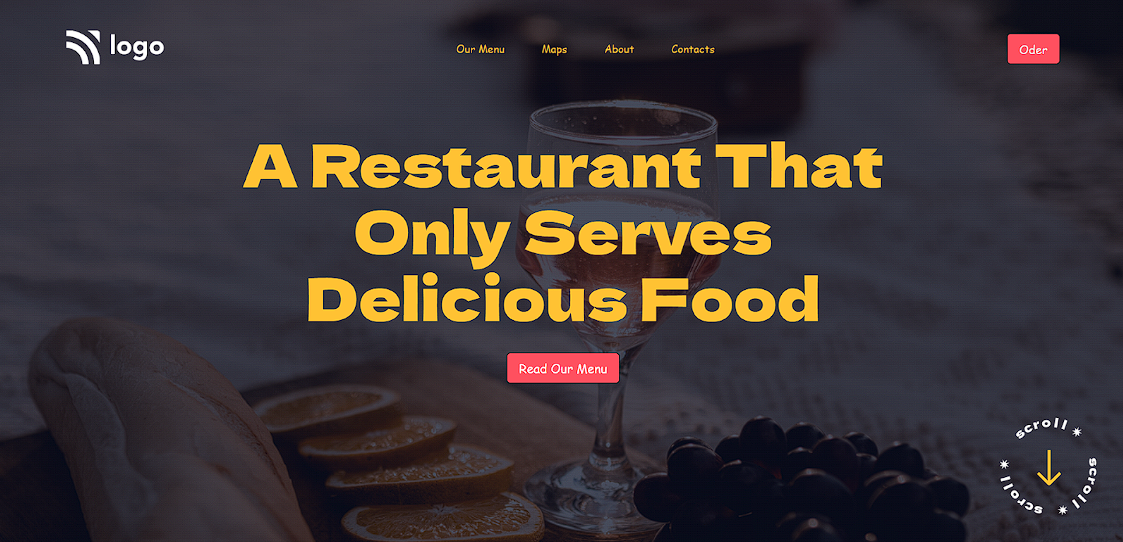 logo
Our Menu
Maps
About
Contacts
Oder
A Restaurant That
Only Serves
Delicious Food
Read Our Menu
scroll ✷ scroll ✷ scroll ✷